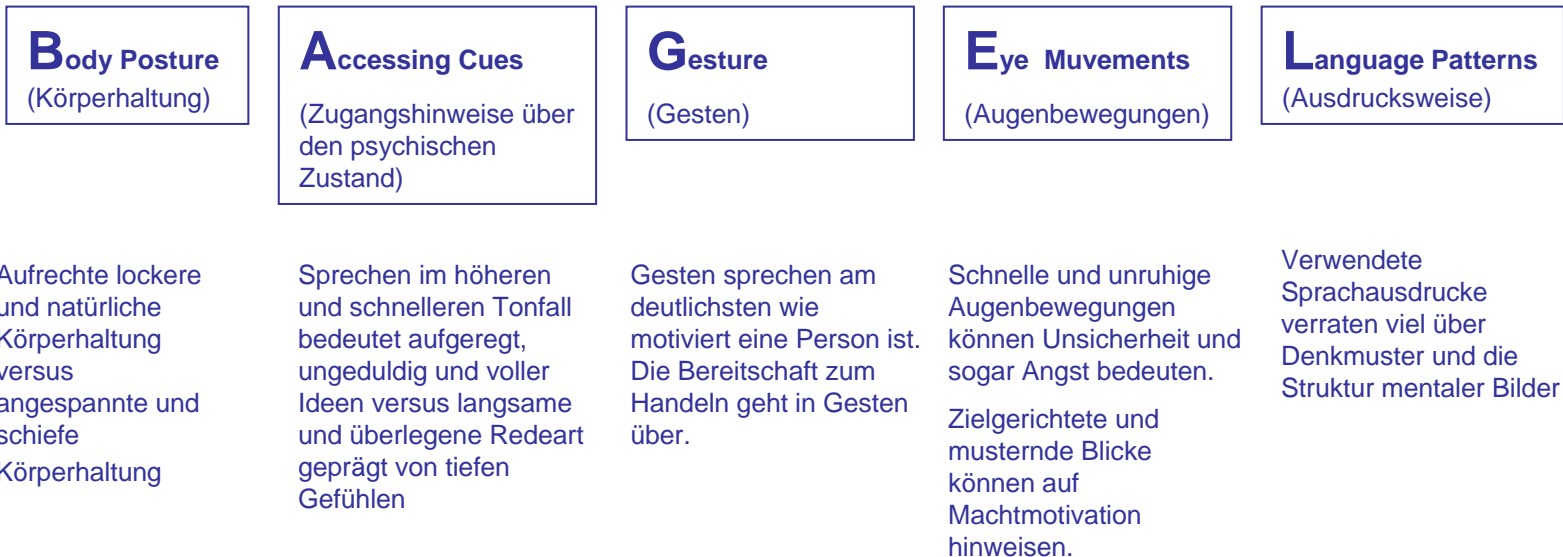 Body Posture
(Körperhaltung)
Accessing Cues
(Zugangshinweise über
den psychischen
Zustand)
Gesture
(Gesten)
Eye Muvements
(Augenbewegungen)
Language Patterns
(Ausdrucksweise)
Aufrechte lockere
und natürliche
Körperhaltung
versus
angespannte und
schiefe
Körperhaltung
Sprechen im höheren
und schnelleren Tonfall
bedeutet aufgeregt,
ungeduldig und voller
Ideen versus langsame
und überlegene Redeart
geprägt von tiefen
Gefühlen
Gesten sprechen am
deutlichsten wie
motiviert eine Person ist.
Die Bereitschaft zum
Handeln geht in Gesten
über.
Schnelle und unruhige
Augenbewegungen
können Unsicherheit und
sogar Angst bedeuten.
Zielgerichtete und
musternde Blicke
können auf
Machtmotivation
hinweisen.
Verwendete
Sprachausdrucke
verraten viel über
Denkmuster und die
Struktur mentaler Bilder